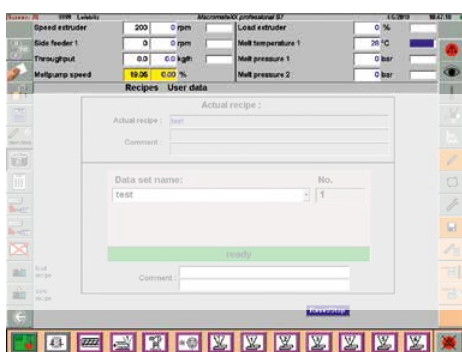 Speed extruder 200 0 rpm Load extruder 0 %
Side feeder 1 0 0 rpm Melt temperature 1 28 °C
Throughput 0.0 0.0 kg/h Melt pressure 1 0 bar
Meltpump speed 19.06 0.00 % Melt pressure 2 0 bar
Recipes User data
Actual recipe :
Actual recipe : test
Comment :
Data set name: No.
test 1
ready
Comment :